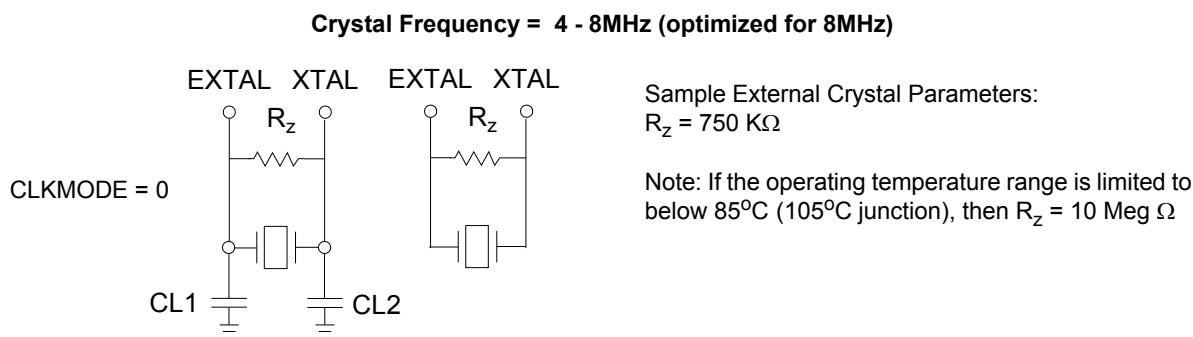 Crystal Frequency = 4 - 8MHz (optimized for 8MHz)
EXTAL XTAL EXTAL XTAL
Rz Rz
Sample External Crystal Parameters:
Rz = 750 KΩ
CLKMODE = 0
Note: If the operating temperature range is limited to
below 85oC (105oC junction), then Rz = 10 Meg Ω
CL1 CL2